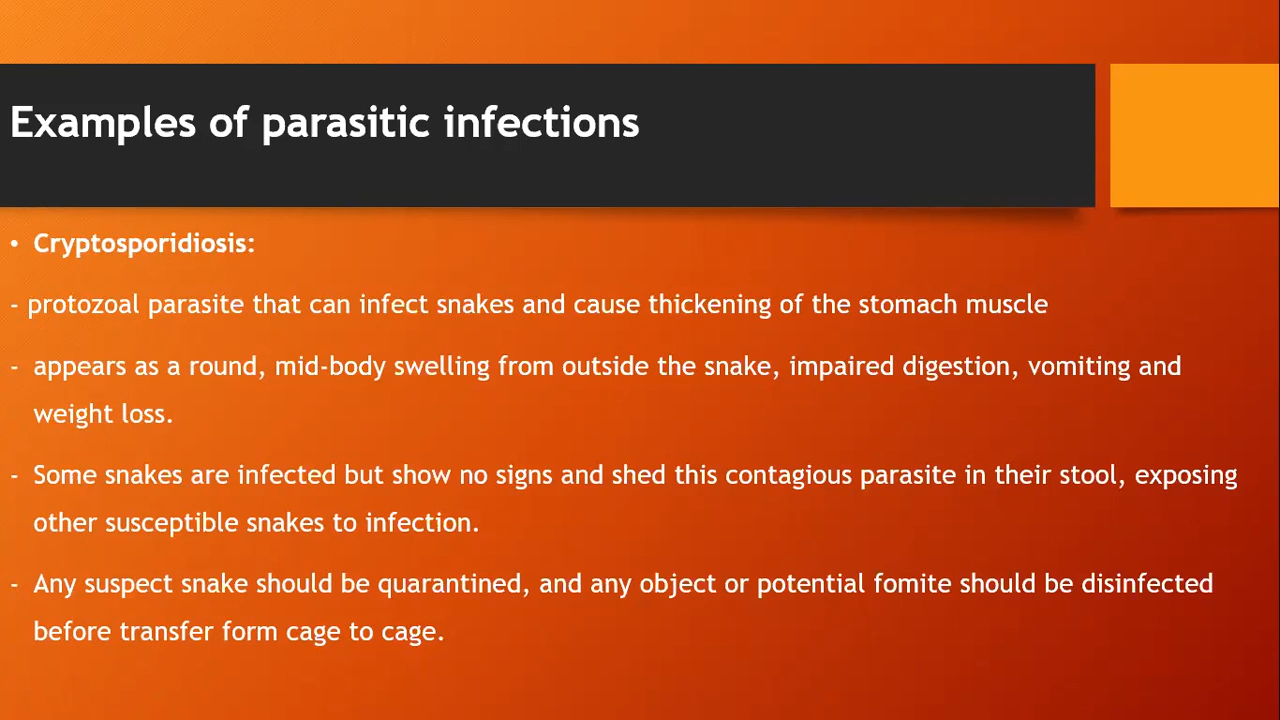 Examples of parasitic infections
• Cryptosporidiosis:
- protozoal parasite that can infect snakes and cause thickening of the stomach muscle
- appears as a round, mid-body swelling from outside the snake, impaired digestion, vomiting and
weight loss.
- Some snakes are infected but show no signs and shed this contagious parasite in their stool, exposing
other susceptible snakes to infection.
- Any suspect snake should be quarantined, and any object or potential fomite should be disinfected
before transfer form cage to cage.